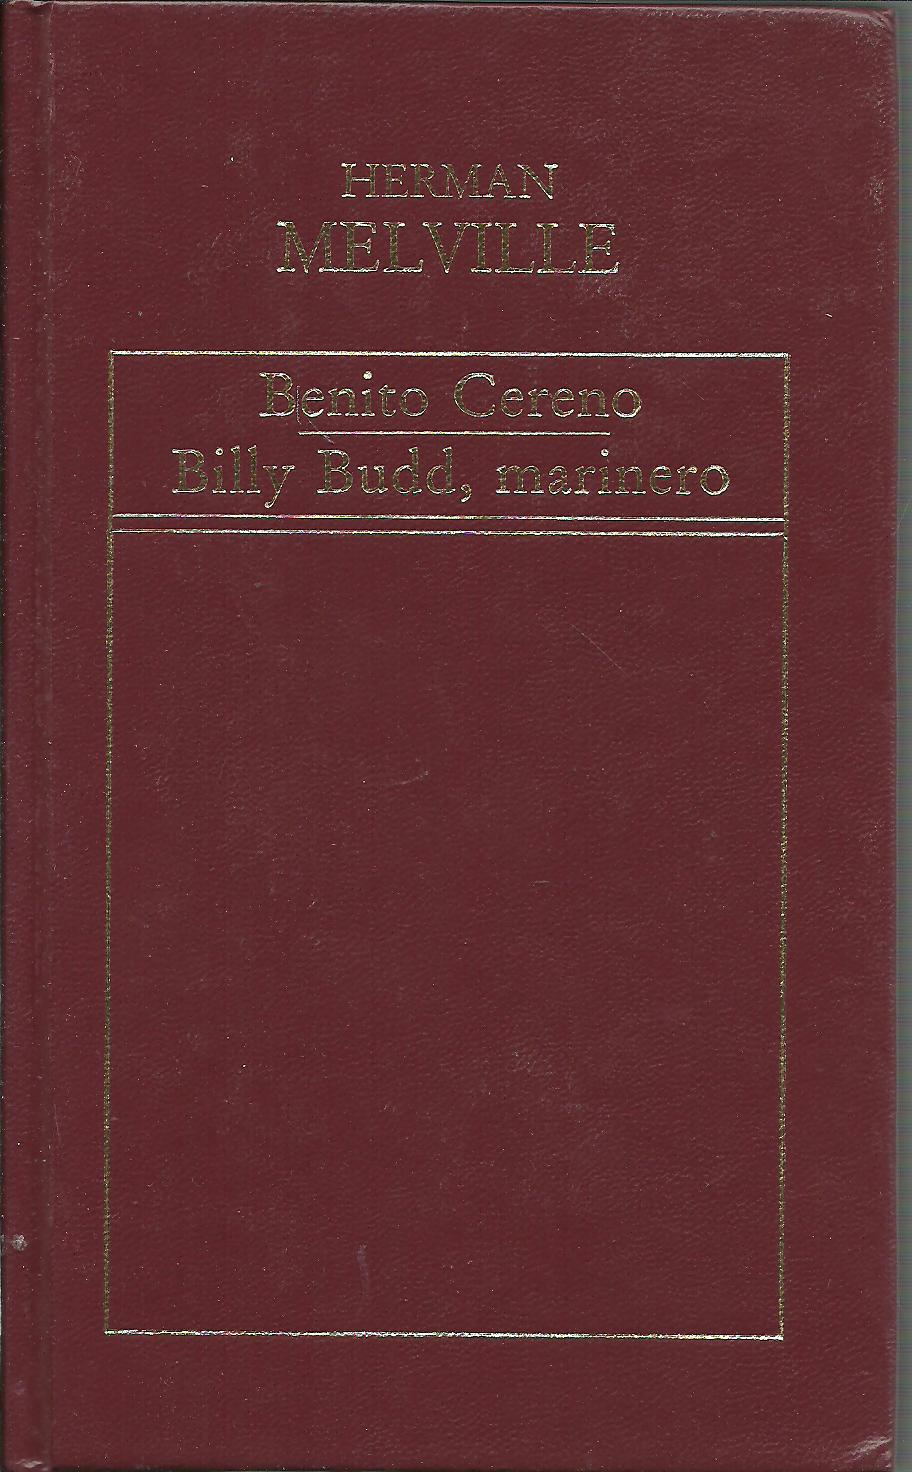 HERMAN
MELVILLE
Benito Cereno
Billy Budd, marinero